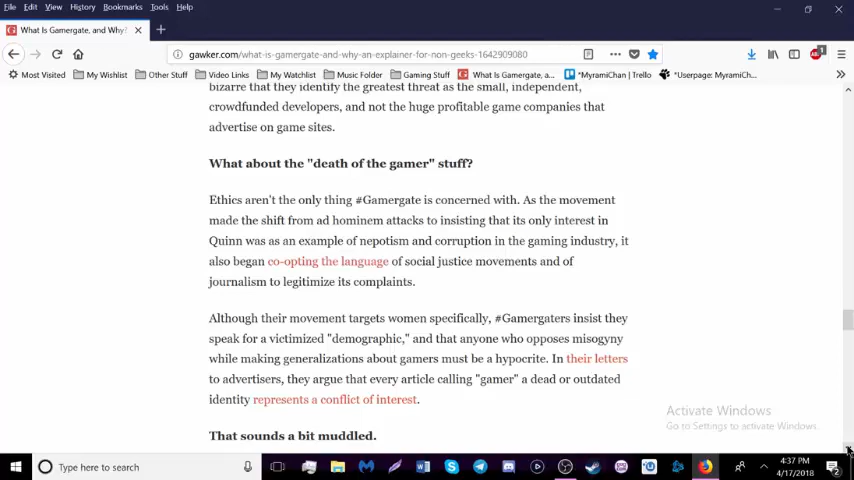 File Edit View History Bookmarks Tools Help
What Is Gamergate, and Why?
gawker.com/what-is-gamergate-and-why-an-explainer-for-non-geeks-1642909080
Most Visited My Wishlist Other Stuff Video Links My Watchlist Music Folder Gaming Stuff What Is Gamergate, a... *MyramiChan | Trello *Userpage: MyramiCh...
bizarre that they identify the greatest threat as the small, independent,
crowdfunded developers, and not the huge profitable game companies that
advertise on game sites.
What about the "death of the gamer" stuff?
Ethics aren't the only thing #Gamergate is concerned with. As the movement
made the shift from ad hominem attacks to insisting that its only interest in
Quinn was as an example of nepotism and corruption in the gaming industry, it
also began co-opting the language of social justice movements and of
journalism to legitimize its complaints.
Although their movement targets women specifically, #Gamergaters insist they
speak for a victimized "demographic," and that anyone who opposes misogyny
while making generalizations about gamers must be a hypocrite. In their letters
to advertisers, they argue that every article calling "gamer" a dead or outdated
identity represents a conflict of interest.
That sounds a bit muddled.
Activate Windows
Go to Settings to activate Windows.
Type here to search
4:37 PM
4/17/2018